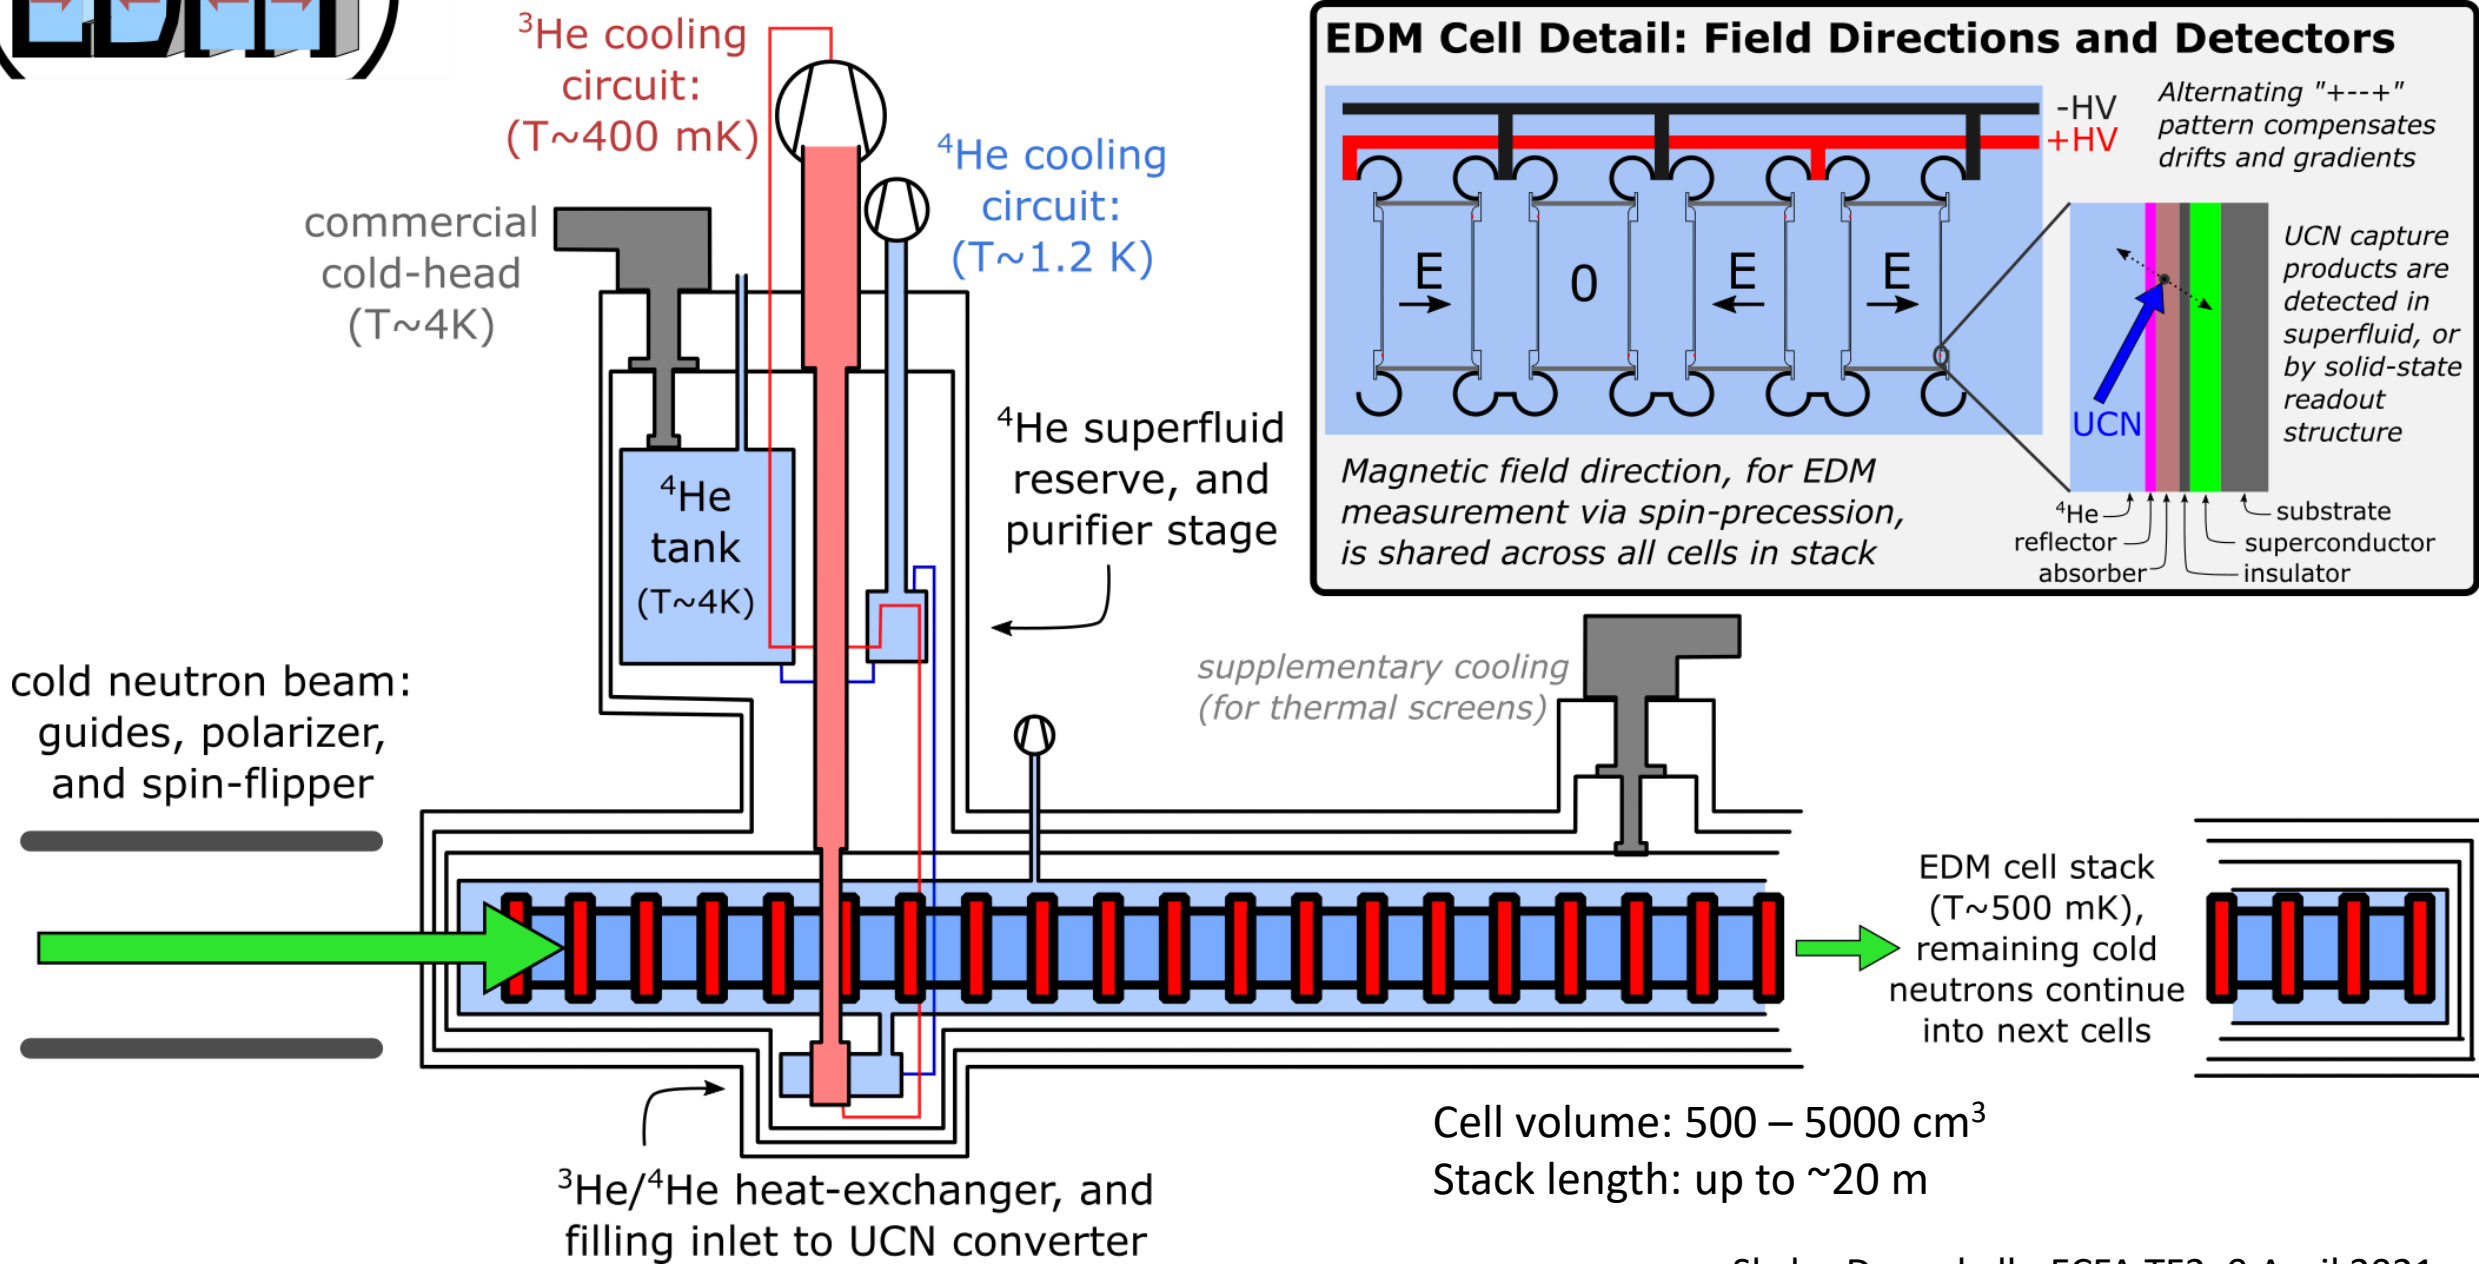 ³He cooling
circuit:
(T~400 mK)
⁴He cooling
circuit:
(T~1.2 K)
commercial
cold-head
(T~4K)
⁴He
tank
(T~4K)
⁴He superfluid
reserve, and
purifier stage
cold neutron beam:
guides, polarizer,
and spin-flipper
EDM Cell Detail: Field Directions and Detectors
-HV
+HV
Alternating "+--+"
pattern compensates
drifts and gradients
E
0
E
E
UCN capture
products are
detected in
superfluid, or
by solid-state
readout
structure
UCN
⁴He
reflector
absorber
substrate
superconductor
insulator
Magnetic field direction, for EDM
measurement via spin-precession,
is shared across all cells in stack
supplementary cooling
(for thermal screens)
EDM cell stack
(T~500 mK),
remaining cold
neutrons continue
into next cells
³He/⁴He heat-exchanger, and
filling inlet to UCN converter
Cell volume: 500 – 5000 cm³
Stack length: up to ~20 m
2021